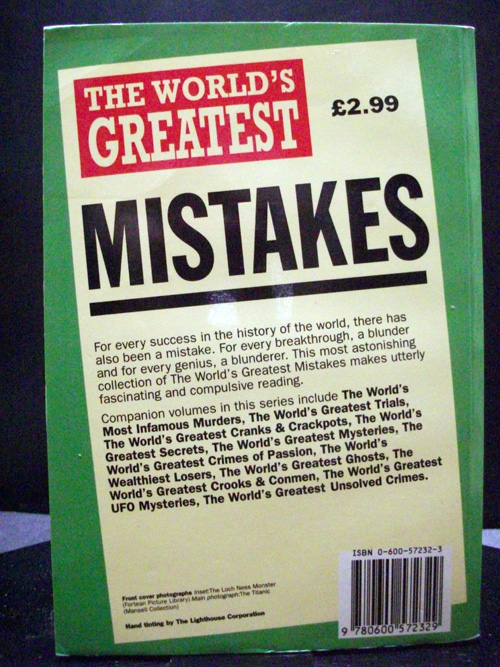 THE WORLD'S
GREATEST
£2.99
MISTAKES
For every success in the history of the world, there has
also been a mistake. For every breakthrough, a blunder
and for every genius, a blunderer. This most astonishing
collection of The World's Greatest Mistakes makes utterly
fascinating and compulsive reading.
Companion volumes in this series include The World's
Most Infamous Murders, The World's Greatest Trials,
The World's Greatest Cranks & Crackpots, The World's
Greatest Secrets, The World's Greatest Mysteries, The
World's Greatest Crimes of Passion, The World's
Wealthiest Losers, The World's Greatest Ghosts, The
World's Greatest Crooks & Conmen, The World's Greatest
UFO Mysteries, The World's Greatest Unsolved Crimes.
Front cover photographs Inset:The Loch Ness Monster
(Fortean Picture Library) Main photograph:The Titanic
(Mansell Collection)
Hand tinting by The Lighthouse Corporation
ISBN 0-600-57232-3
9 780600 572329